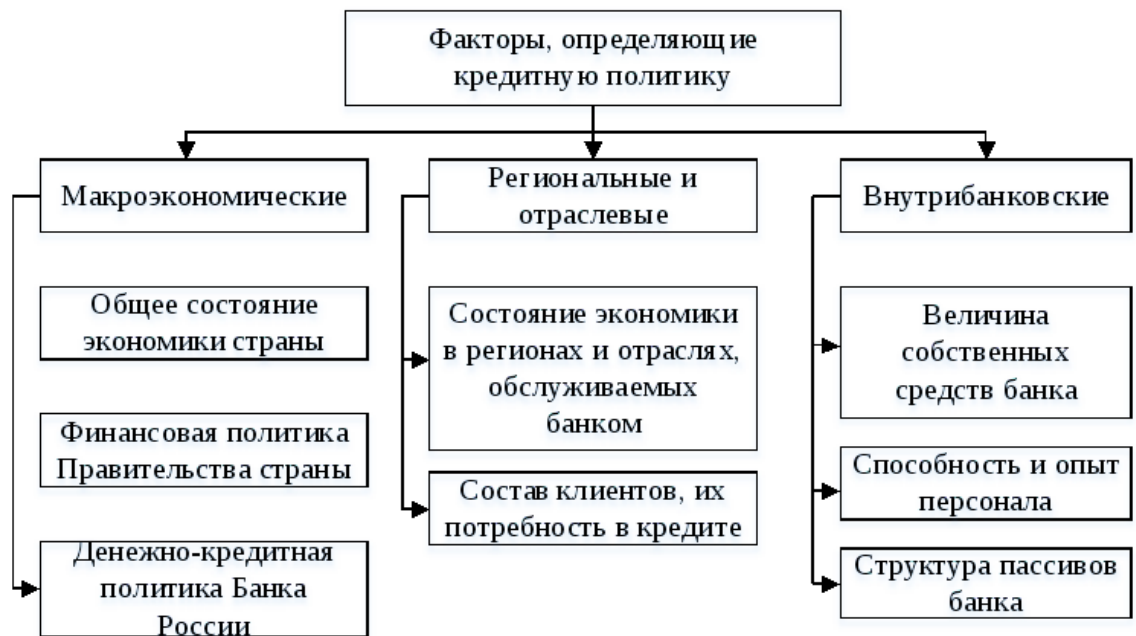 Факторы, определяющие
кредитную политику
Макроэкономические
Общее состояние
экономики страны
Финансовая политика
Правительства страны
Денежно-кредитная
политика Банка
России
Региональные и
отраслевые
Состояние экономики
в регионах и отраслях,
обслуживаемых
банком
Состав клиентов, их
потребность в кредите
Внутрибанковские
Величина
собственных
средств банка
Способность и опыт
персонала
Структура пассивов
банка